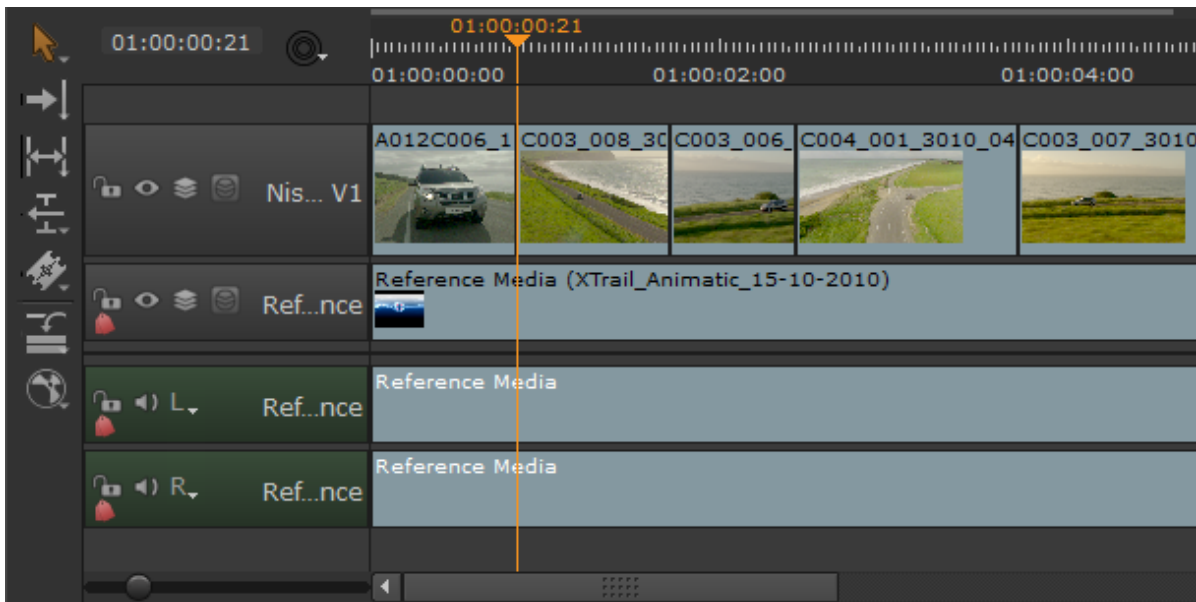 01:00:00:21
01:00:00:21
01:00:00:00 01:00:02:00 01:00:04:00
Nis... V1
A012C006_1 C003_008_30 C003_006_ C004_001_3010_04 C003_007_3010
Ref...nce
Reference Media (XTrail_Animatic_15-10-2010)
L Ref...nce
Reference Media
R Ref...nce
Reference Media